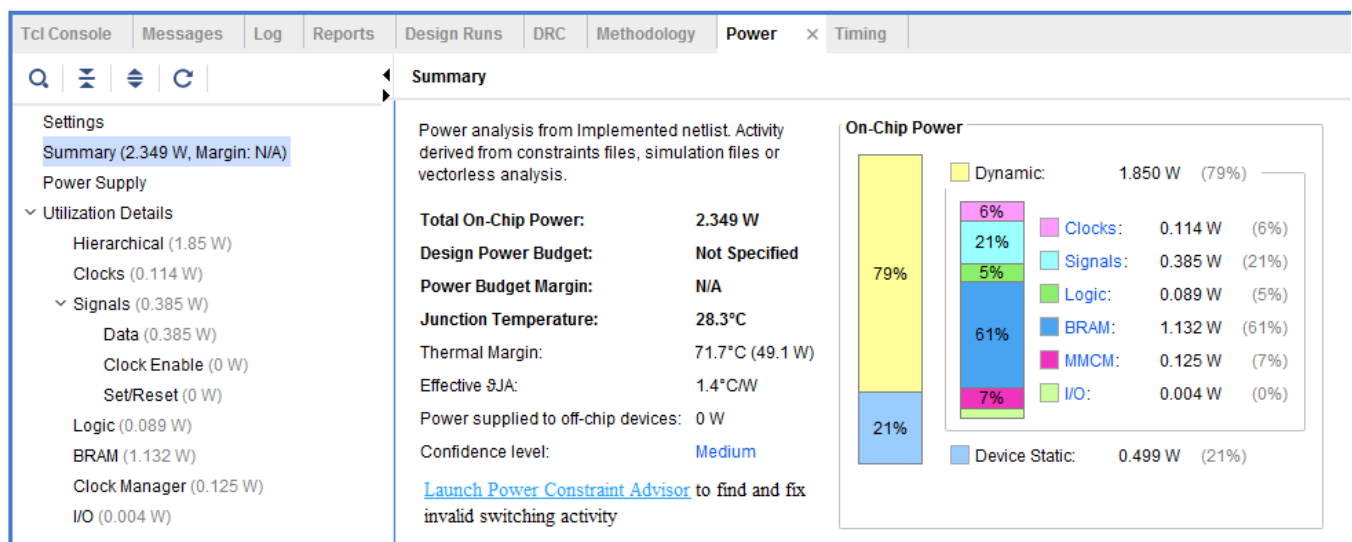 Tcl Console Messages Log Reports Design Runs DRC Methodology Power × Timing
Summary
Settings
Summary (2.349 W, Margin: N/A)
Power Supply
Utilization Details
Hierarchical (1.85 W)
Clocks (0.114 W)
Signals (0.385 W)
Data (0.385 W)
Clock Enable (0 W)
Set/Reset (0 W)
Logic (0.089 W)
BRAM (1.132 W)
Clock Manager (0.125 W)
I/O (0.004 W)
Power analysis from Implemented netlist. Activity
derived from constraints files, simulation files or
vectorless analysis.
Total On-Chip Power: 2.349 W
Design Power Budget: Not Specified
Power Budget Margin: N/A
Junction Temperature: 28.3°C
Thermal Margin: 71.7°C (49.1 W)
Effective ϑJA: 1.4°C/W
Power supplied to off-chip devices: 0 W
Confidence level: Medium
Launch Power Constraint Advisor to find and fix
invalid switching activity
On-Chip Power
79%
21%
Dynamic: 1.850 W (79%)
6%
21%
5%
61%
7%
Clocks: 0.114 W (6%)
Signals: 0.385 W (21%)
Logic: 0.089 W (5%)
BRAM: 1.132 W (61%)
MMCM: 0.125 W (7%)
I/O: 0.004 W (0%)
Device Static: 0.499 W (21%)